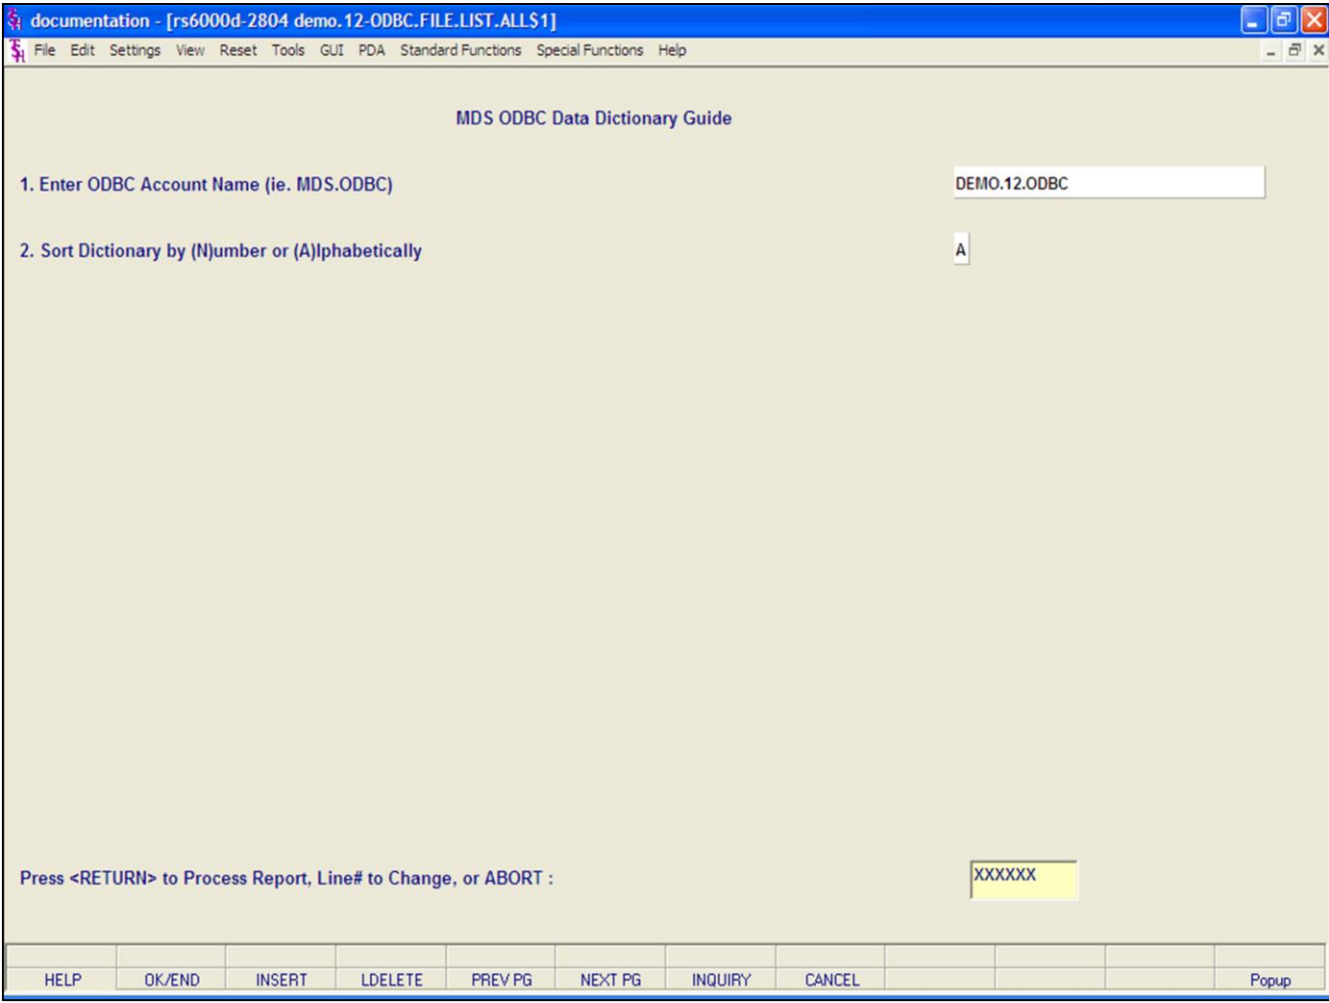 documentation - [rs6000d-2804 demo.12-ODBC.FILE.LIST.ALL$1]
File Edit Settings View Reset Tools GUI PDA Standard Functions Special Functions Help
MDS ODBC Data Dictionary Guide
1. Enter ODBC Account Name (ie. MDS.ODBC) DEMO.12.ODBC
2. Sort Dictionary by (N)umber or (A)lphabetically A
Press <RETURN> to Process Report, Line# to Change, or ABORT : XXXXXX
HELP OK/END INSERT LDELETE PREV PG NEXT PG INQUIRY CANCEL Popup